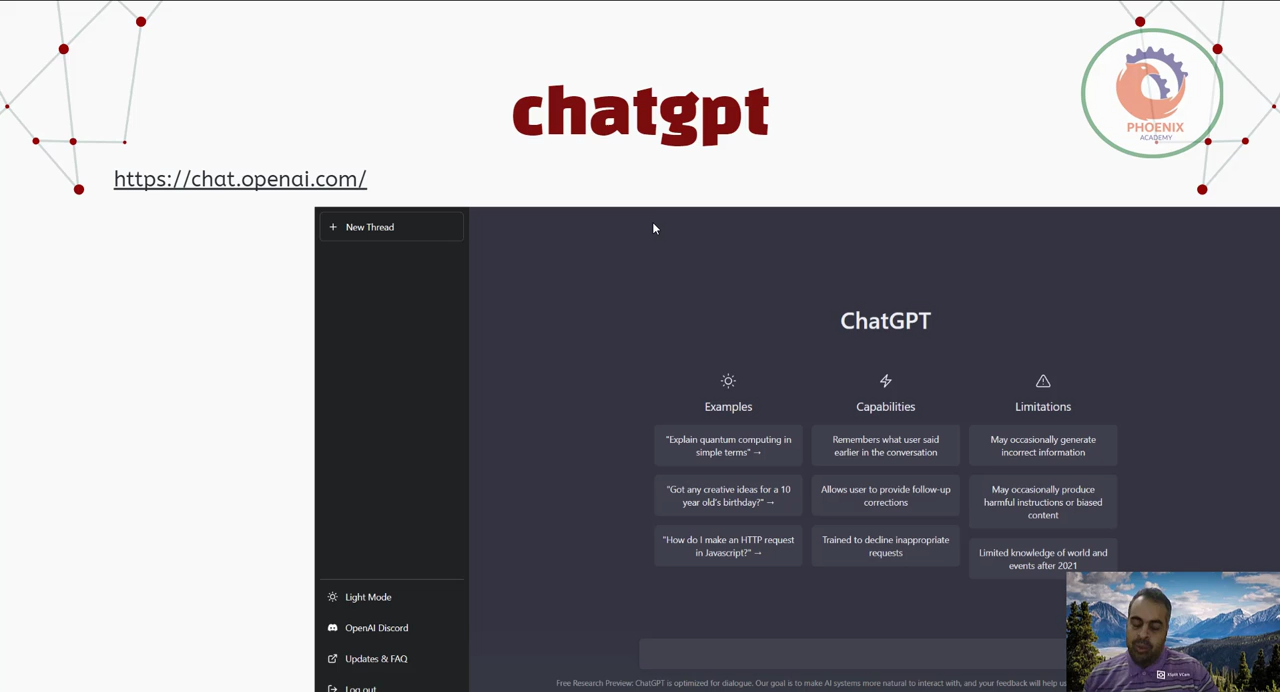 chatgpt
PHOENIX
ACADEMY
https://chat.openai.com/
+ New Thread
ChatGPT
Examples
Capabilities
Limitations
"Explain quantum computing in
simple terms" →
Remembers what user said
earlier in the conversation
May occasionally generate
incorrect information
"Got any creative ideas for a 10
year old's birthday?" →
Allows user to provide follow-up
corrections
May occasionally produce
harmful instructions or biased
content
"How do I make an HTTP request
in Javascript?" →
Trained to decline inappropriate
requests
Limited knowledge of world and
events after 2021
Light Mode
OpenAI Discord
Updates & FAQ
Log out
Free Research Preview: ChatGPT is optimized for dialogue. Our goal is to make AI systems more natural to interact with, and your feedback will help
XSplit VCam